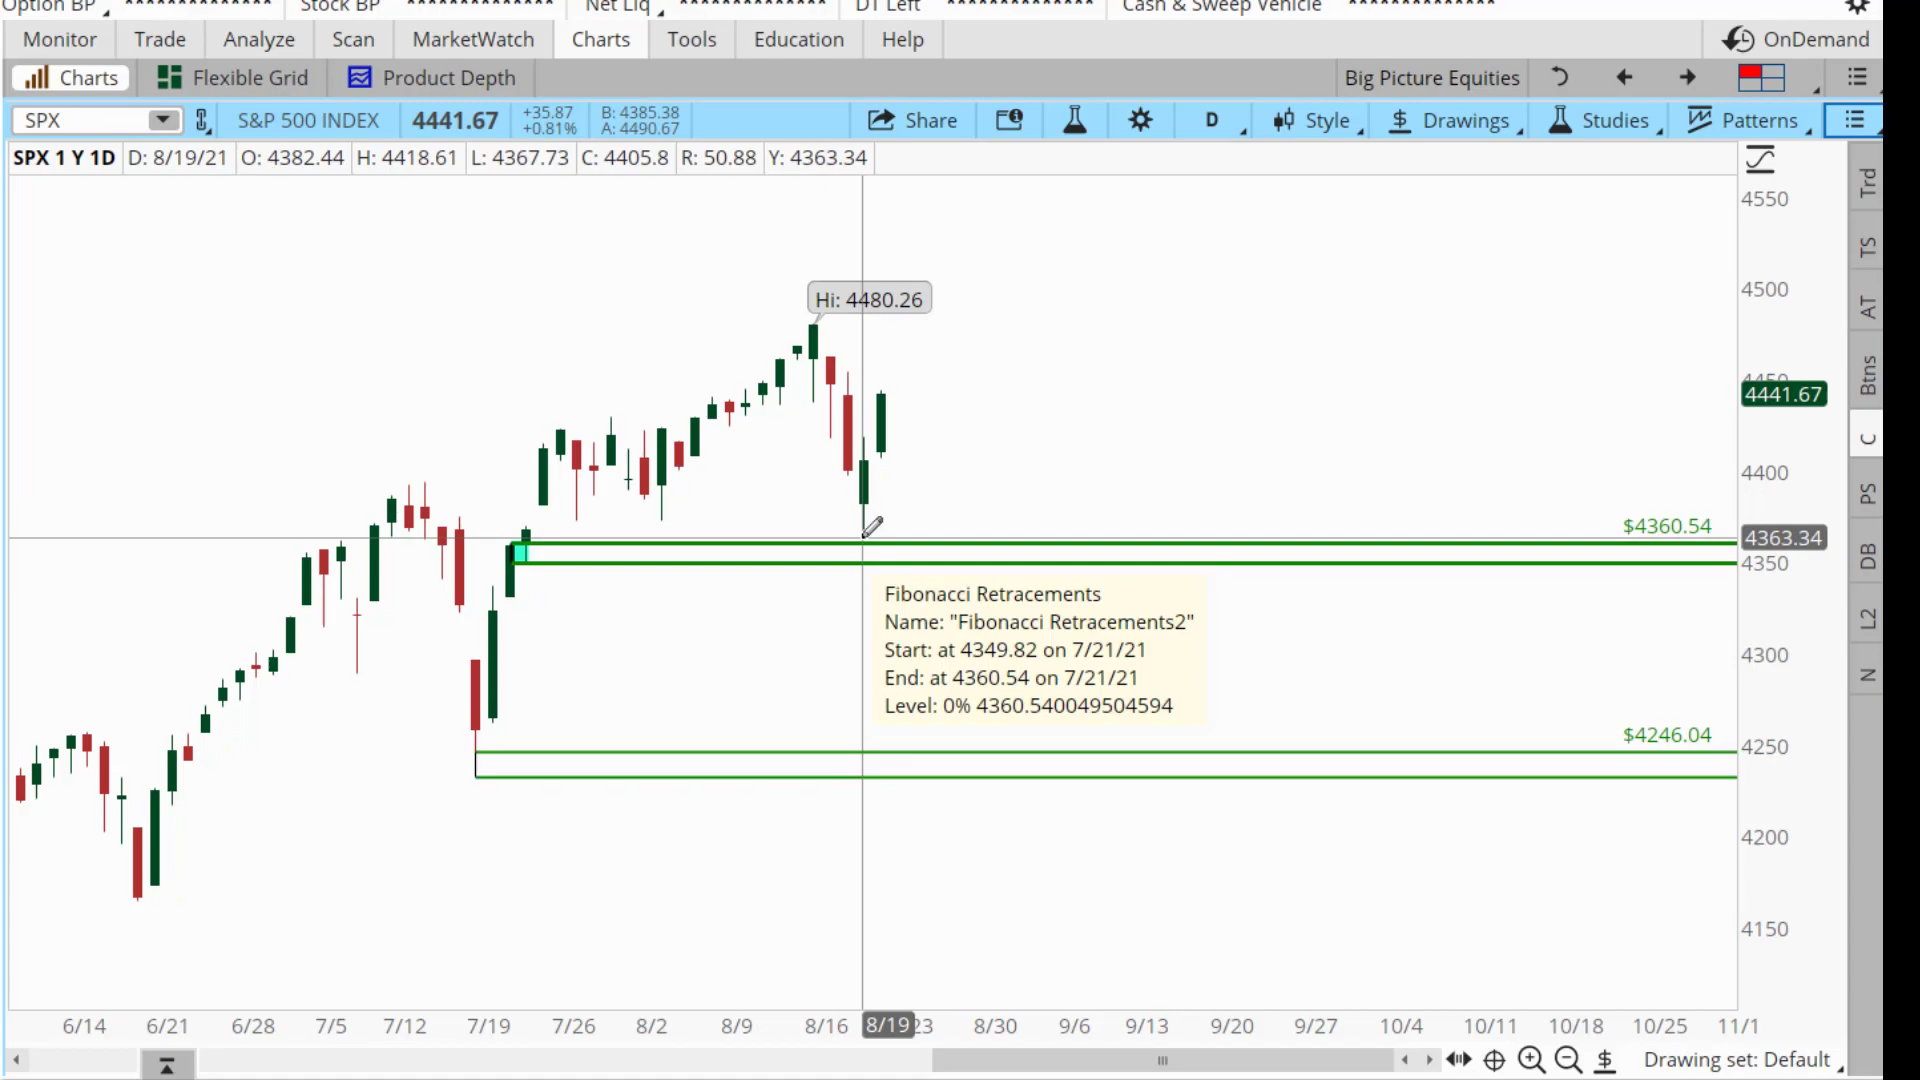 Option BP ************* Stock BP ************* Net Liq ************* DT Left ************* Cash & Sweep Vehicle *************
Monitor Trade Analyze Scan MarketWatch Charts Tools Education Help OnDemand
Charts Flexible Grid Product Depth Big Picture Equities
SPX S&P 500 INDEX 4441.67 +35.87 B: 4385.38 Share D Style $ Drawings Studies Patterns
+0.81% A: 4490.67
SPX 1 Y 1D D: 8/19/21 O: 4382.44 H: 4418.61 L: 4367.73 C: 4405.8 R: 50.88 Y: 4363.34
Trd
TS
AT
Btns
C
PS
DB
L2
N
4550
4500
Hi: 4480.26
4450
4441.67
4400
$4360.54
4363.34
4350
Fibonacci Retracements
Name: "Fibonacci Retracements2"
Start: at 4349.82 on 7/21/21
End: at 4360.54 on 7/21/21
Level: 0% 4360.540049504594
4300
$4246.04
4250
4200
4150
6/14 6/21 6/28 7/5 7/12 7/19 7/26 8/2 8/9 8/16 8/19 23 8/30 9/6 9/13 9/20 9/27 10/4 10/11 10/18 10/25 11/1
$ Drawing set: Default